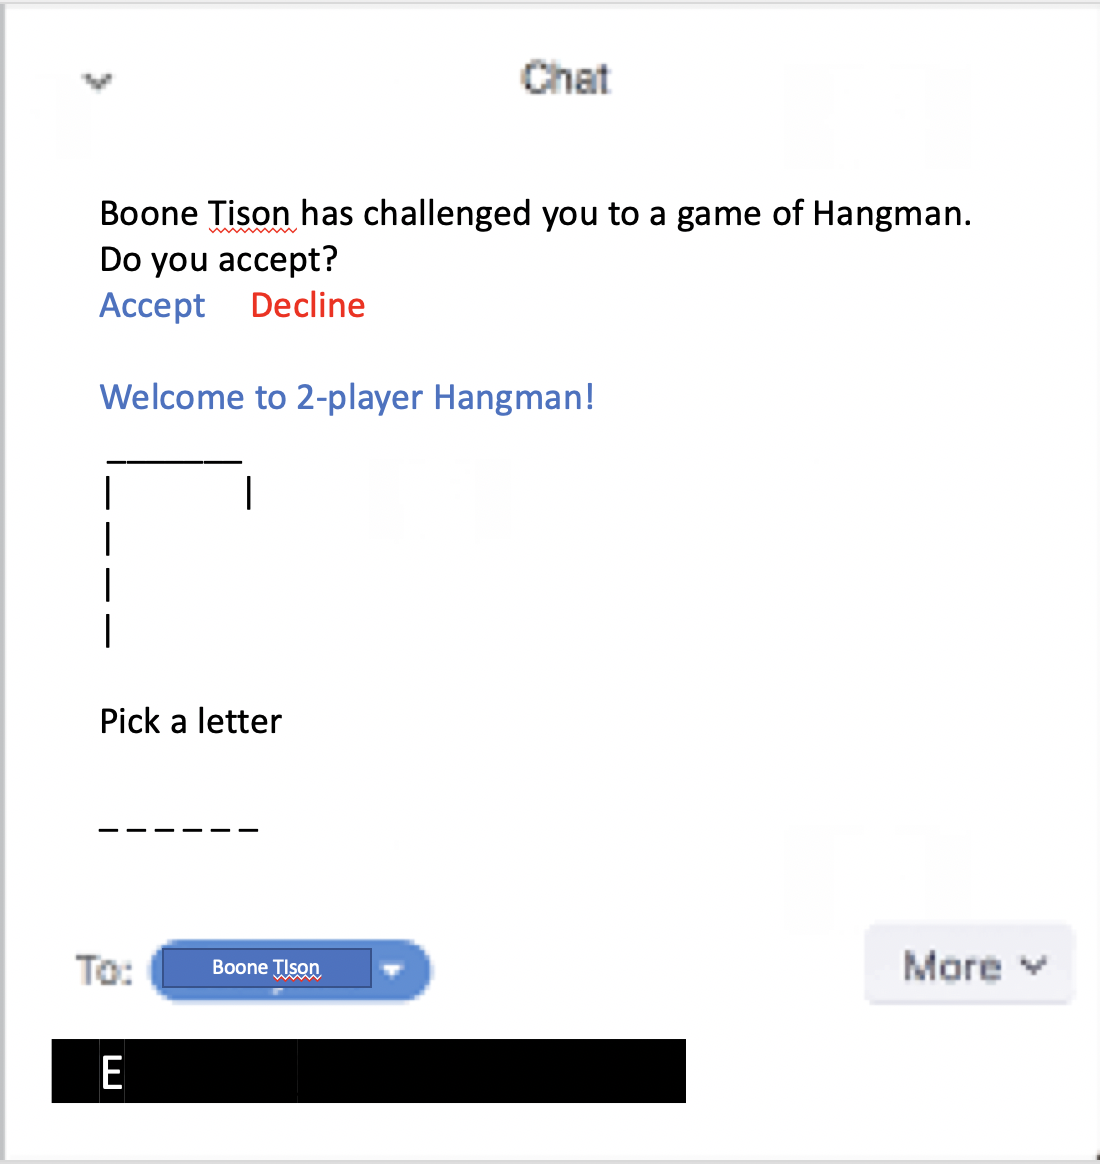 Chat
Boone Tison has challenged you to a game of Hangman.
Do you accept?
Accept Decline
Welcome to 2-player Hangman!
_______
| |
|
|
|
Pick a letter
_ _ _ _ _ _
To: Boone TIson More
E